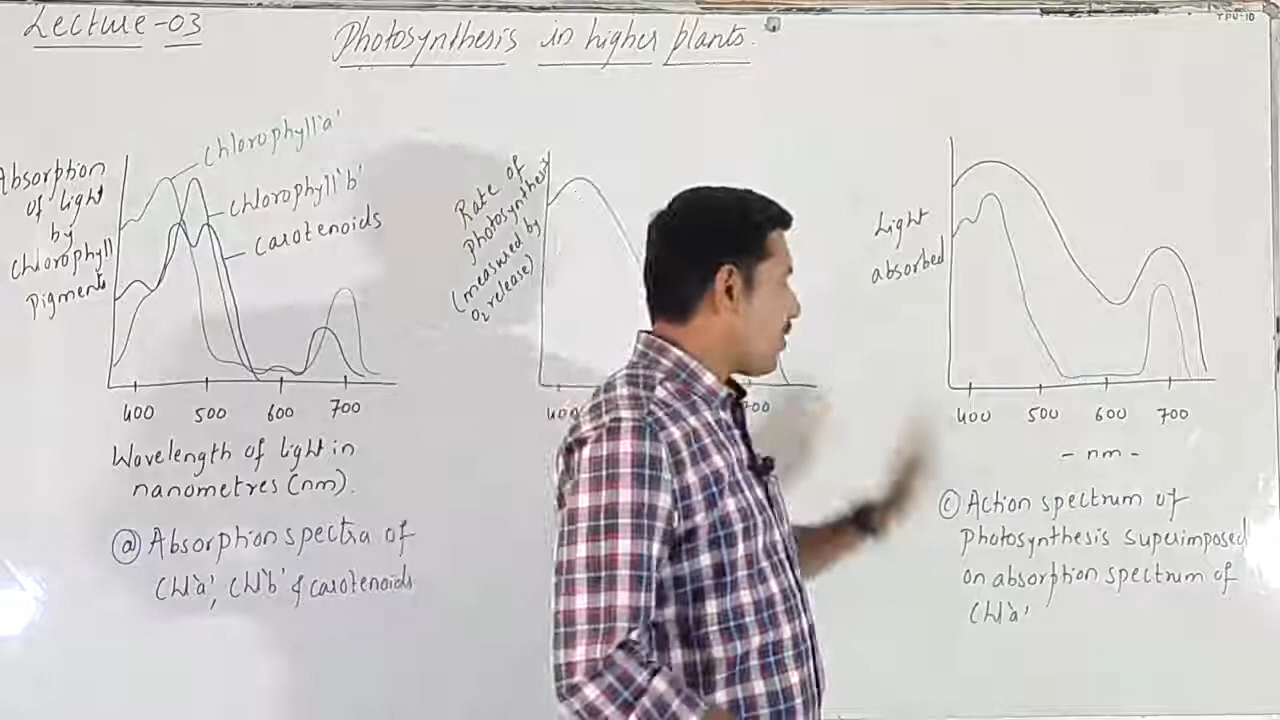 Lecture-03
Photosynthesis in higher plants.
TPU-10
Absorption
of light
by
Chlorophyll
Pigments
Chlorophyll'a'
chlorophyll'b'
carotenoids
400 500 600 700
Wavelength of light in
nanometres (nm).
(a) Absorption spectra of
Chl'a', Chl'b' & carotenoids
Rate of
Photosynthesis
(measured by
O2 release)
Light
absorbed
400 500 600 700
- nm -
(c) Action spectrum of
Photosynthesis superimposed
on absorption spectrum of
Chl'a'